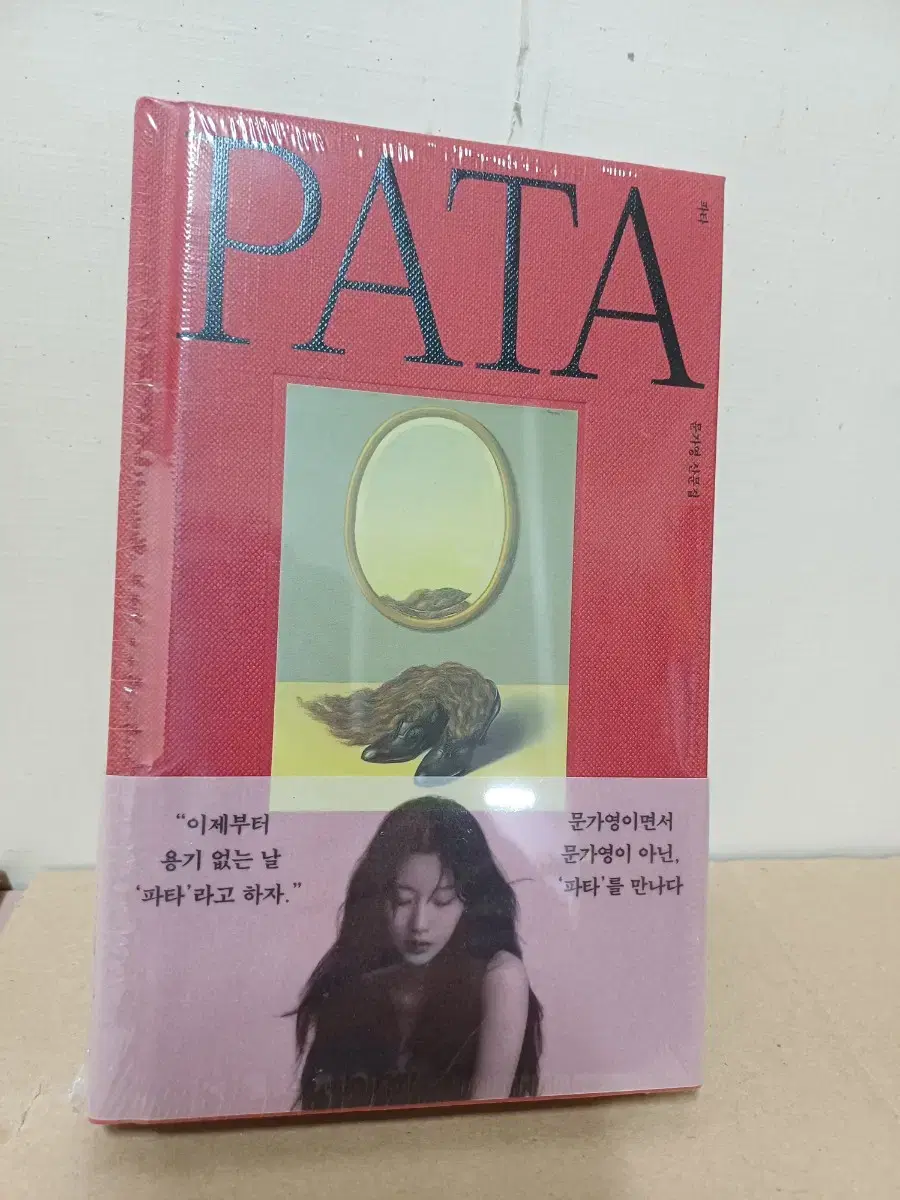 PATA
파타
문가영 산문집
“이제부터
용기 없는 날
‘파타’라고 하자.”
문가영이면서
문가영이 아닌,
‘파타’를 만나다